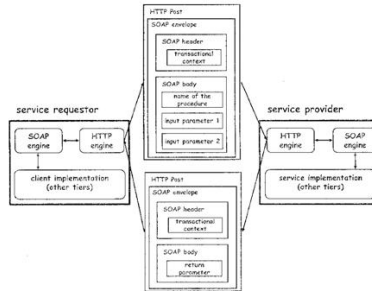 HTTP Post
SOAP envelope
SOAP header
transactional
context
SOAP body
name of the
procedure
input parameter 1
input parameter 2
service requestor
SOAP
engine
HTTP
engine
client implementation
(other tiers)
service provider
HTTP
engine
SOAP
engine
service implementation
(other tiers)
HTTP Post
SOAP envelope
SOAP header
transactional
context
SOAP body
return
parameter